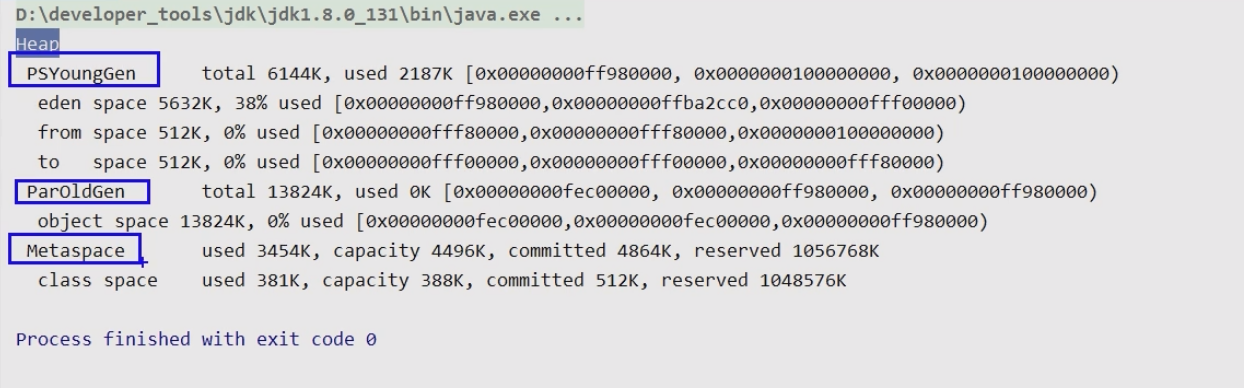 D:\developer_tools\jdk\jdk1.8.0_131\bin\java.exe ...
Heap
PSYoungGen      total 6144K, used 2187K [0x00000000ff980000, 0x0000000100000000, 0x0000000100000000)
eden space 5632K, 38% used [0x00000000ff980000,0x00000000ffba2cc0,0x00000000fff00000)
from space 512K, 0% used [0x00000000fff80000,0x00000000fff80000,0x0000000100000000)
to   space 512K, 0% used [0x00000000fff00000,0x00000000fff00000,0x00000000fff80000)
ParOldGen       total 13824K, used 0K [0x00000000fec00000, 0x00000000ff980000, 0x00000000ff980000)
object space 13824K, 0% used [0x00000000fec00000,0x00000000fec00000,0x00000000ff980000)
Metaspace       used 3454K, capacity 4496K, committed 4864K, reserved 1056768K
class space    used 381K, capacity 388K, committed 512K, reserved 1048576K
Process finished with exit code 0